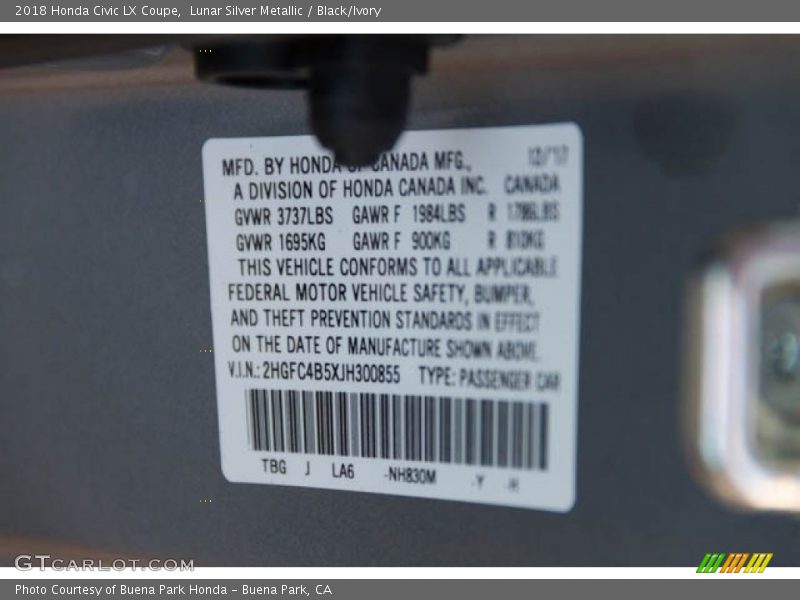 2018 Honda Civic LX Coupe,  Lunar Silver Metallic / Black/Ivory
MFD. BY HONDA OF CANADA MFG., 12/17
A DIVISION OF HONDA CANADA INC. CANADA
GVWR 3737LBS GAWR F 1984LBS R 1786LBS
GVWR 1695KG GAWR F 900KG R 810KG
THIS VEHICLE CONFORMS TO ALL APPLICABLE
FEDERAL MOTOR VEHICLE SAFETY, BUMPER,
AND THEFT PREVENTION STANDARDS IN EFFECT
ON THE DATE OF MANUFACTURE SHOWN ABOVE.
V.I.N.: 2HGFC4B5XJH300855 TYPE: PASSENGER CAR
TBG J LA6 -NH830M -Y -H
GTCARLOT.COM
Photo Courtesy of Buena Park Honda – Buena Park, CA